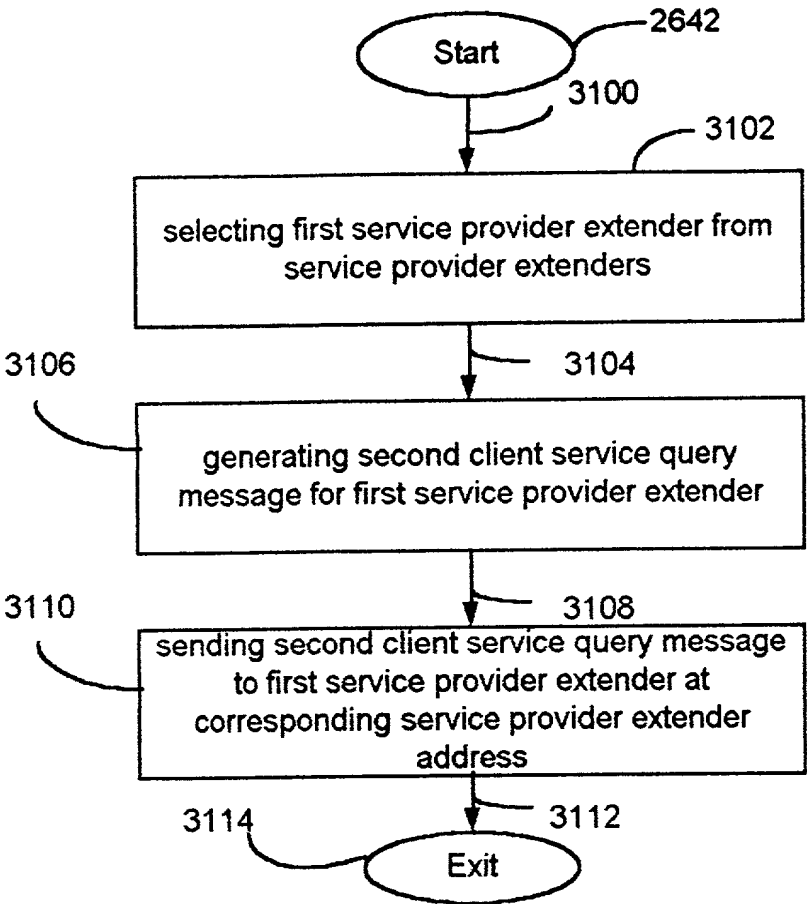 2642
Start
3100
3102
selecting first service provider extender from
service provider extenders
3104
3106
generating second client service query
message for first service provider extender
3108
3110
sending second client service query message
to first service provider extender at
corresponding service provider extender
address
3112
3114
Exit